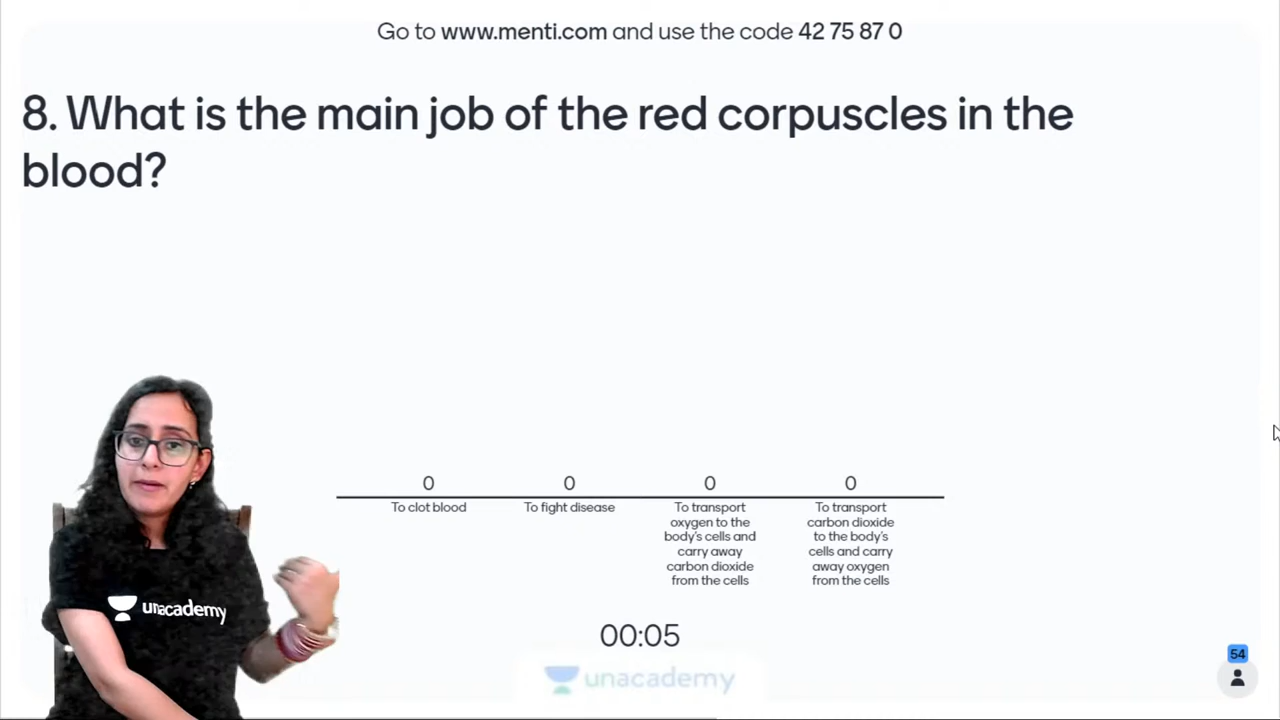 Go to www.menti.com and use the code 42 75 87 0
8. What is the main job of the red corpuscles in the
blood?
0
0
0
0
To clot blood
To fight disease
To transport
oxygen to the
body's cells and
carry away
carbon dioxide
from the cells
To transport
carbon dioxide
to the body's
cells and carry
away oxygen
from the cells
unacademy
00:05
unacademy
54